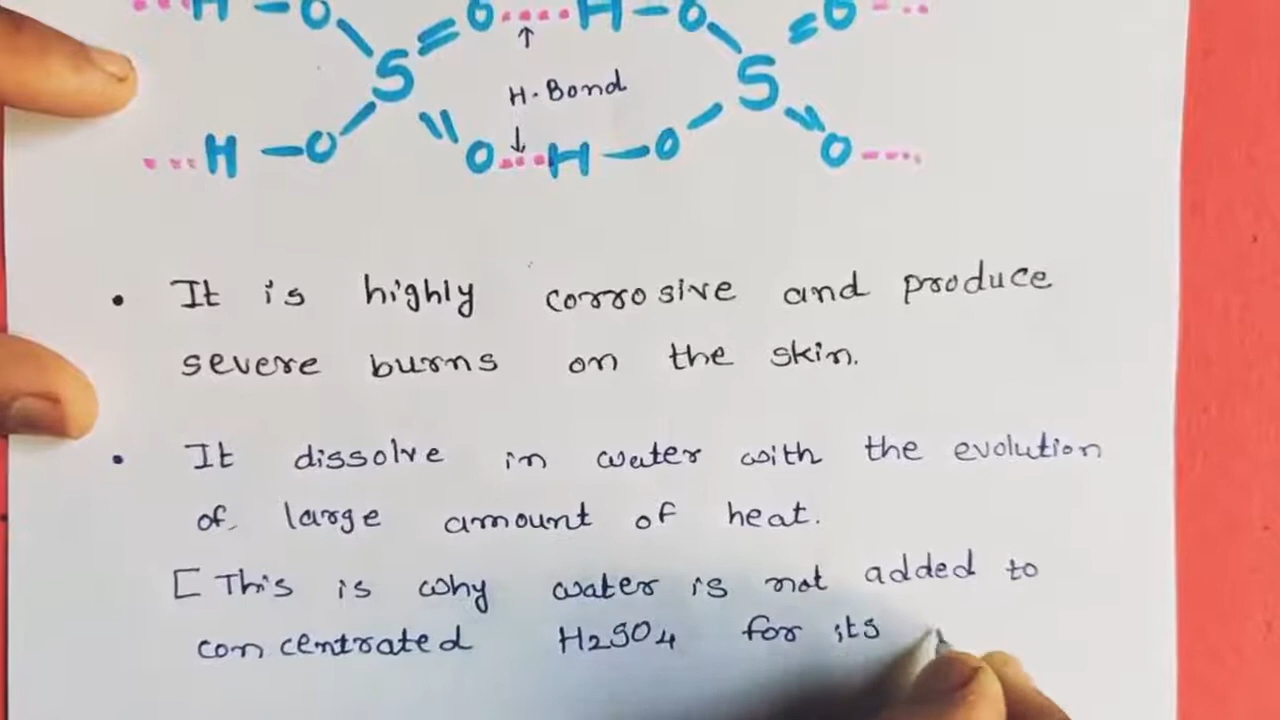 H – O O ..... H – O O
S S
H . Bond
... H – O O ... H – O O ....
• It is highly corrosive and produce
severe burns on the skin.
• It dissolve in water with the evolution
of large amount of heat.
[ This is why water is not added to
concentrated H2SO4 for its